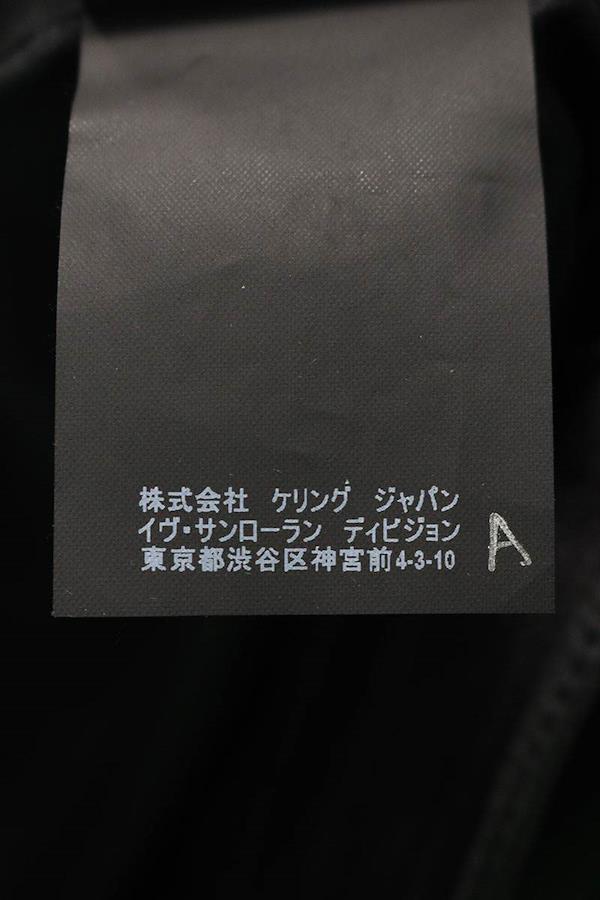 株式会社 ケリング ジャパン
イヴ・サンローラン ディビジョン
東京都渋谷区神宮前4-3-10
A